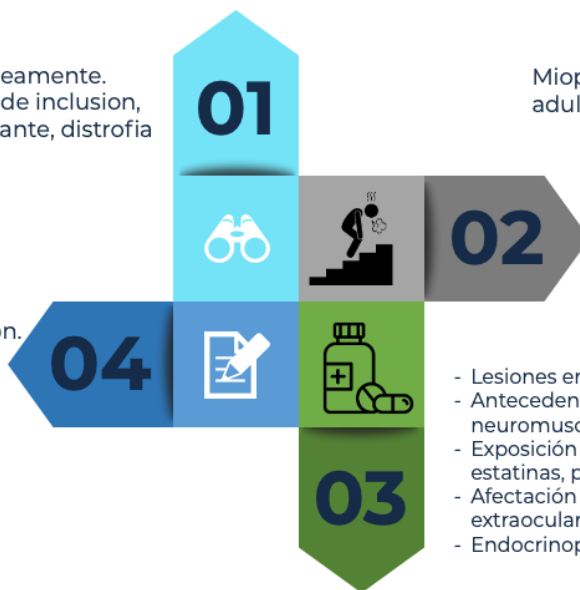 eamente.
de inclusion,
ante, distrofia
01
Miop
adul
02
on.
04
- Lesiones en
- Anteceden
neuromusc
- Exposición
estatinas, p
- Afectación
extraocular
- Endocrinop
03